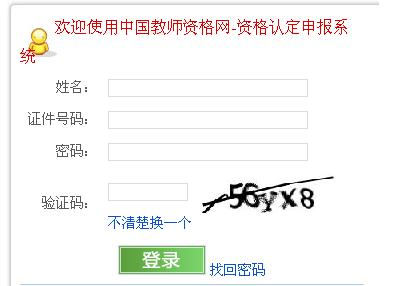 欢迎使用中国教师资格网-资格认定申报系
统
姓名：
证件号码：
密码：
验证码： 56yx8
不清楚换一个
登录 找回密码